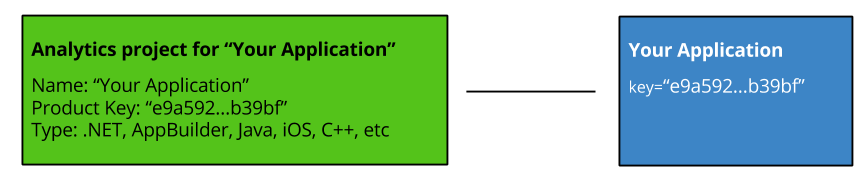 Analytics project for “Your Application”
Name: “Your Application”
Product Key: “e9a592...b39bf”
Type: .NET, AppBuilder, Java, iOS, C++, etc
Your Application
key=“e9a592...b39bf”